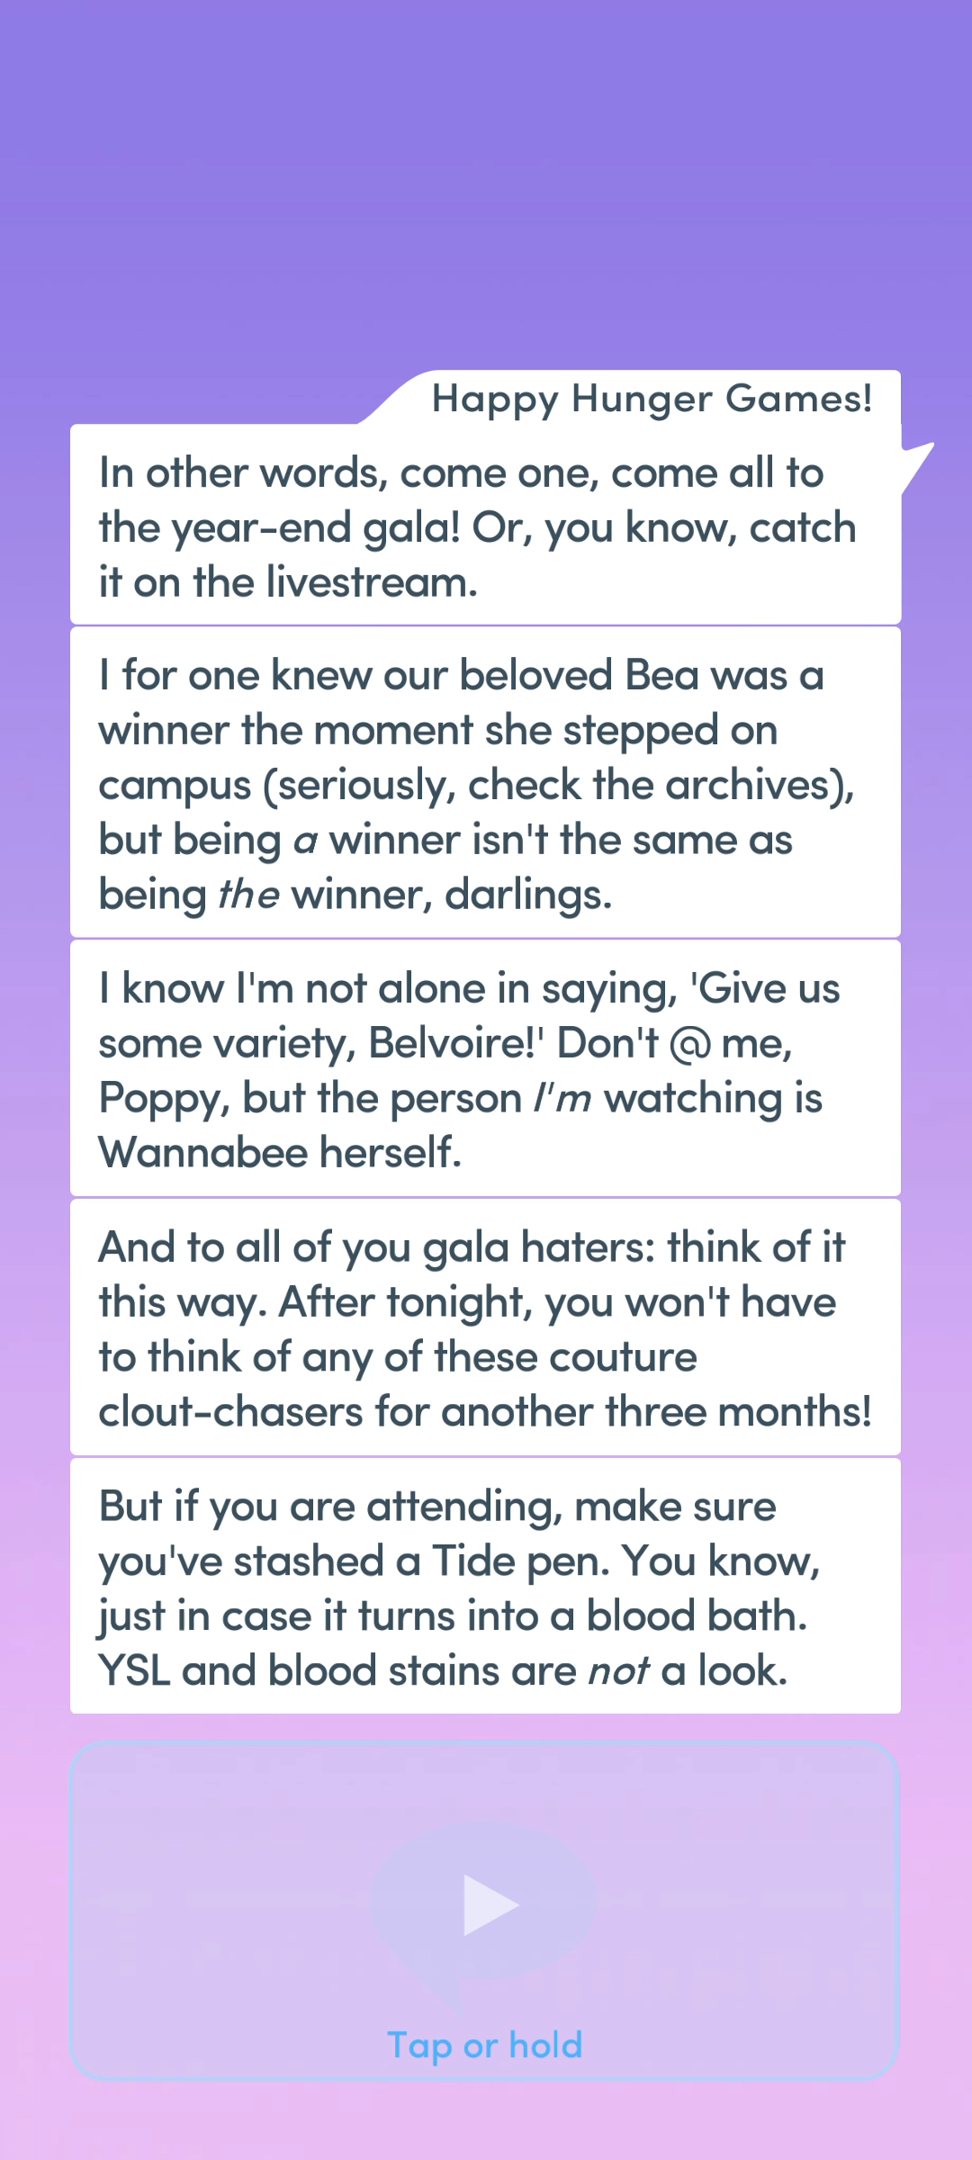 Happy Hunger Games!
In other words, come one, come all to
the year-end gala! Or, you know, catch
it on the livestream.
I for one knew our beloved Bea was a
winner the moment she stepped on
campus (seriously, check the archives),
but being a winner isn't the same as
being the winner, darlings.
I know I'm not alone in saying, 'Give us
some variety, Belvoire!' Don't @ me,
Poppy, but the person I'm watching is
Wannabee herself.
And to all of you gala haters: think of it
this way. After tonight, you won't have
to think of any of these couture
clout-chasers for another three months!
But if you are attending, make sure
you've stashed a Tide pen. You know,
just in case it turns into a blood bath.
YSL and blood stains are not a look.
Tap or hold